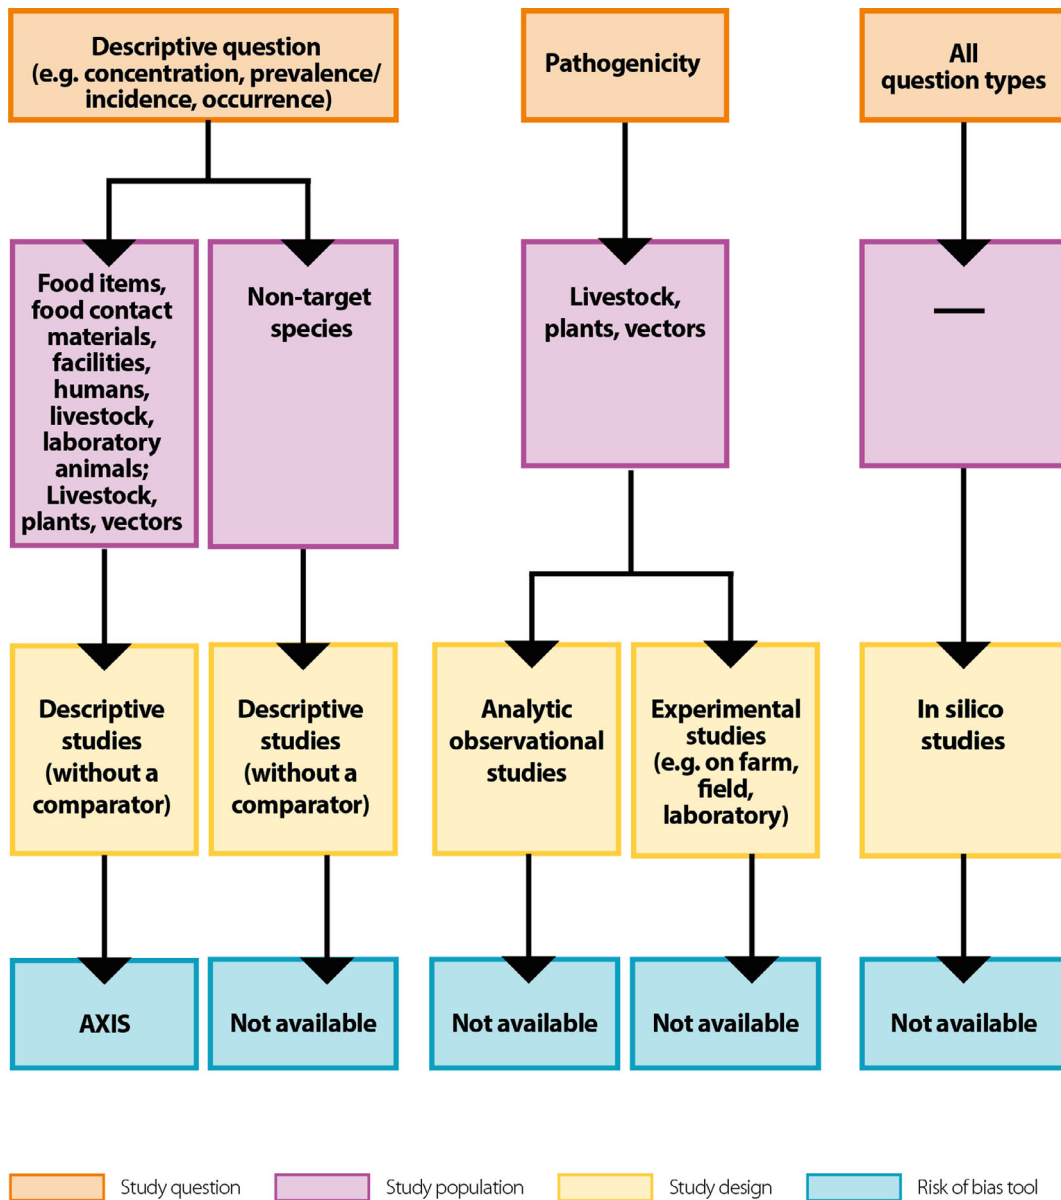 Descriptive question
(e.g. concentration, prevalence/
incidence, occurrence)
Pathogenicity
All
question types
Food items,
food contact
materials,
facilities,
humans,
livestock,
laboratory
animals;
Livestock,
plants, vectors
Non-target
species
Livestock,
plants, vectors
—
Descriptive
studies
(without a
comparator)
Descriptive
studies
(without a
comparator)
Analytic
observational
studies
Experimental
studies
(e.g. on farm,
field,
laboratory)
In silico
studies
AXIS
Not available
Not available
Not available
Not available
Study question
Study population
Study design
Risk of bias tool